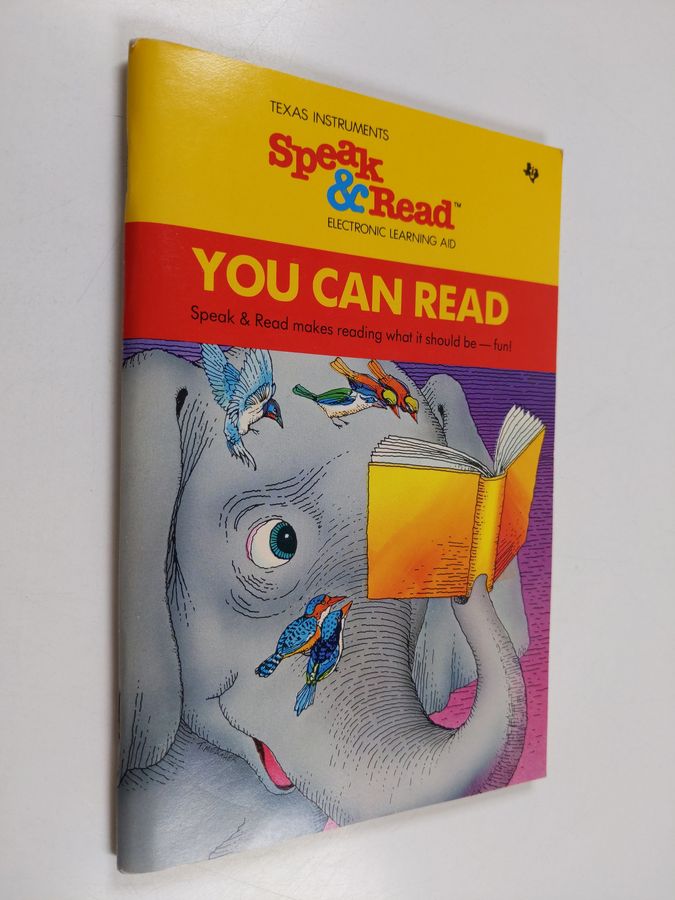 TEXAS INSTRUMENTS
Speak
& Read™
ELECTRONIC LEARNING AID
YOU CAN READ
Speak & Read makes reading what it should be — fun!